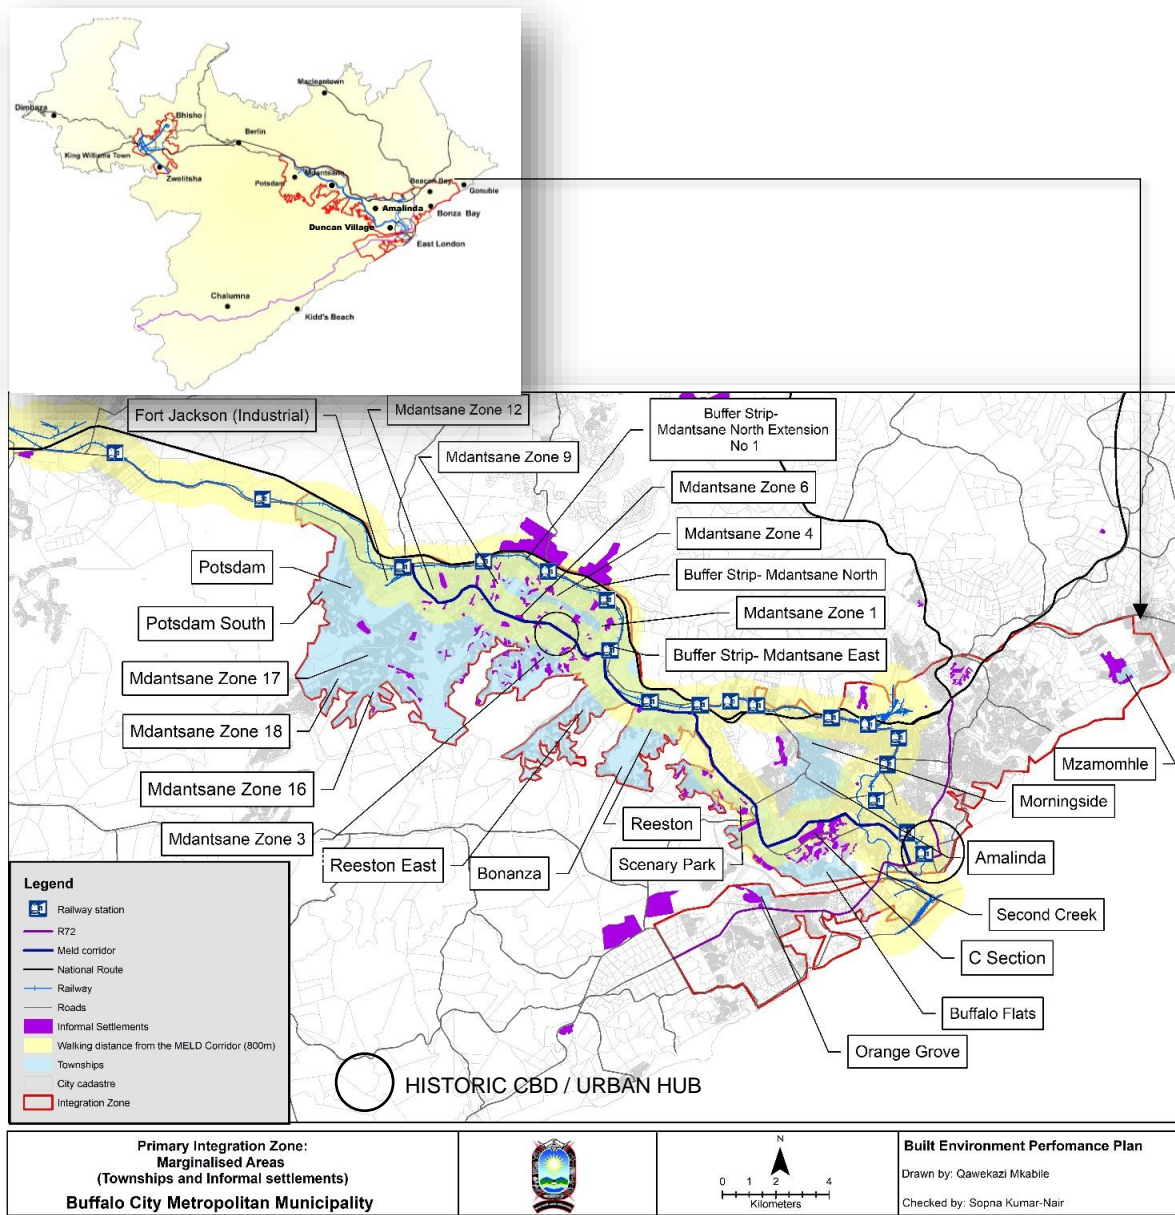 Macleantown
Dimbaza
Bhisho
Berlin
King Williams Town
Zwelitsha
Potsdam
Mdantsane
Beacon Bay
Gonubie
Amalinda
Bonza Bay
Duncan Village
East London
Chalumna
Kidd's Beach
Fort Jackson (Industrial)
Mdantsane Zone 12
Buffer Strip-
Mdantsane North Extension
No 1
Mdantsane Zone 9
Mdantsane Zone 6
Mdantsane Zone 4
Potsdam
Buffer Strip- Mdantsane North
Potsdam South
Mdantsane Zone 1
Buffer Strip- Mdantsane East
Mdantsane Zone 17
Mdantsane Zone 18
Mzamomhle
Mdantsane Zone 16
Morningside
Mdantsane Zone 3
Reeston
Reeston East
Bonanza
Scenary Park
Amalinda
Second Creek
C Section
Buffalo Flats
Orange Grove
Legend
Railway station
R72
Meld corridor
National Route
Railway
Roads
Informal Settlements
Walking distance from the MELD Corridor (800m)
Townships
City cadastre
Integration Zone
HISTORIC CBD / URBAN HUB
Primary Integration Zone:
Marginalised Areas
(Townships and Informal settlements)
Buffalo City Metropolitan Municipality
N
0 1 2 4
Kilometers
Built Environment Perfomance Plan
Drawn by: Qawekazi Mkabile
Checked by: Sopna Kumar-Nair